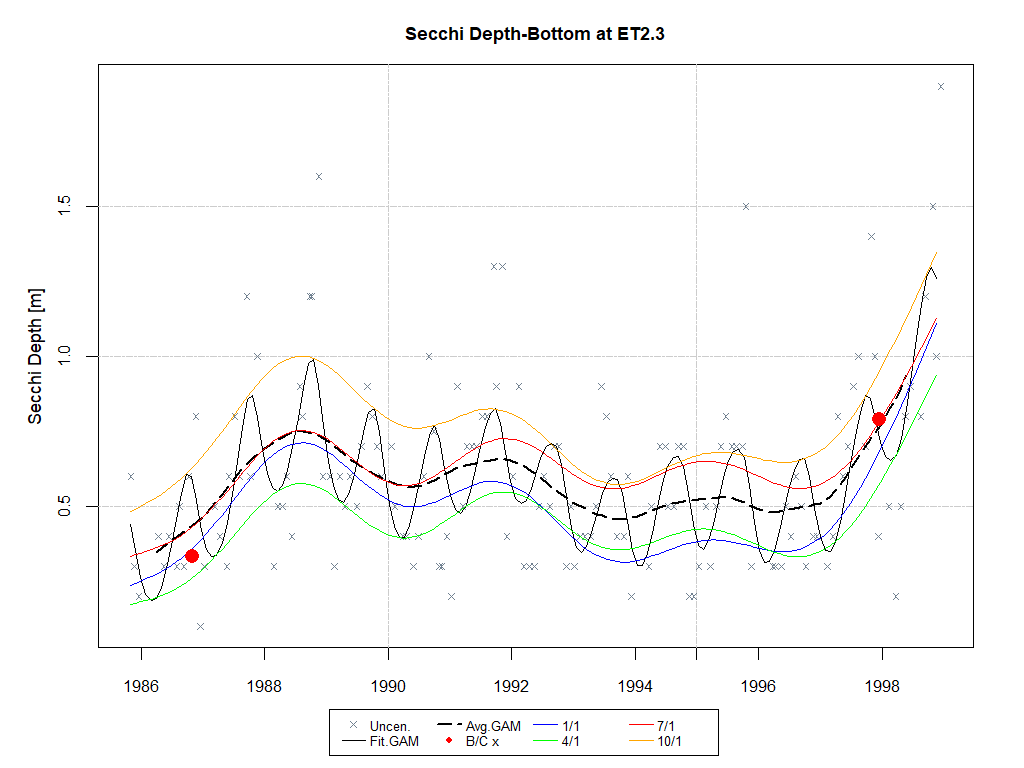 Secchi Depth-Bottom at ET2.3
Secchi Depth [m]
1.5
1.0
0.5
1986 1988 1990 1992 1994 1996 1998
Uncen. Avg.GAM 1/1 7/1
Fit.GAM B/C x 4/1 10/1